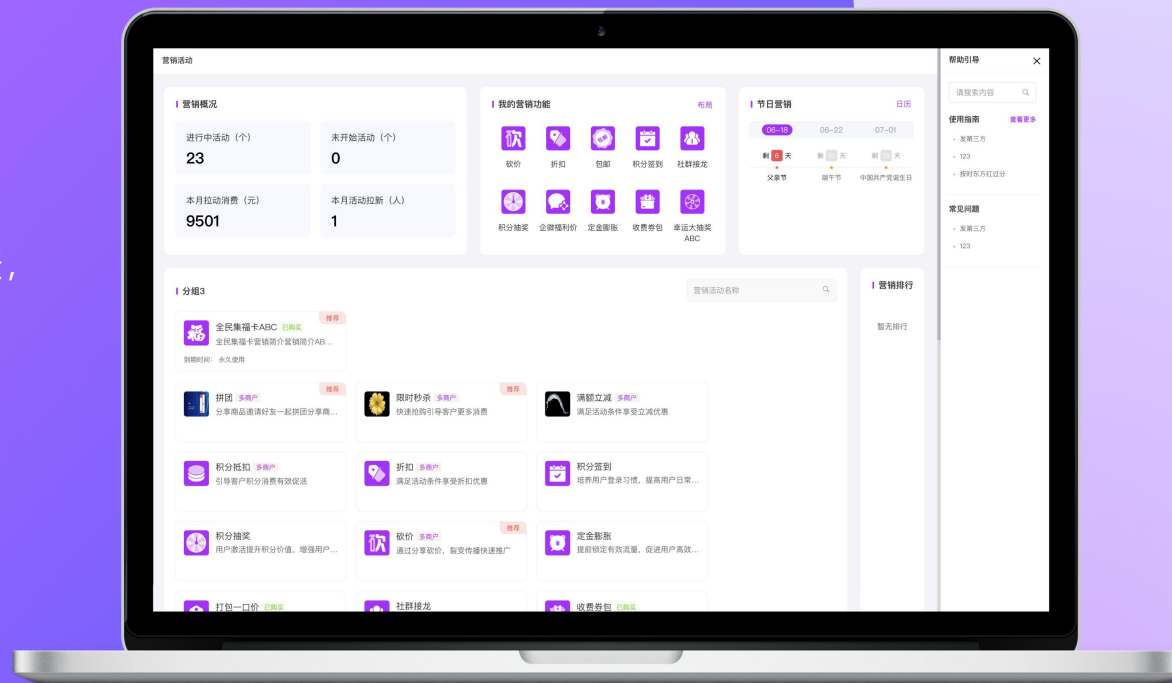 营销活动
营销概况
进行中活动（个）
23
未开始活动（个）
0
本月拉动消费（元）
9501
本月活动拉新（人）
1
我的营销功能
布局
砍价
折扣
包邮
积分签到
社群接龙
积分抽奖
企微福利价
定金膨胀
收费券包
幸运大抽奖
ABC
节日营销
日历
06-18
06-22
07-01
剩 6 天
剩 天
剩 天
父亲节
端午节
中国共产党诞生日
分组3
营销活动名称
推荐
全民集福卡ABC 已购买
全民集福卡营销简介营销简介AB...
到期时间： 永久使用
推荐
拼团 多商户
分享商品邀请好友一起拼团分享商...
推荐
限时秒杀 多商户
快速抢购引导客户更多消费
满额立减 多商户
满足活动条件享受立减优惠
积分抵扣 多商户
引导客户积分消费有效促活
折扣 多商户
满足活动条件享受折扣优惠
积分签到
培养用户登录习惯，提高用户日常...
积分抽奖
用户激活提升积分价值，增强用户...
推荐
砍价 多商户
通过分享砍价，裂变传播快速推广
定金膨胀
提前锁定有效流量，促进用户高效...
打包一口价 已购买
社群接龙
收费券包 已购买
营销排行
暂无排行
帮助引导
请搜索内容
使用指南
查看更多
发第三方
123
按时东方红过分
常见问题
发第三方
123